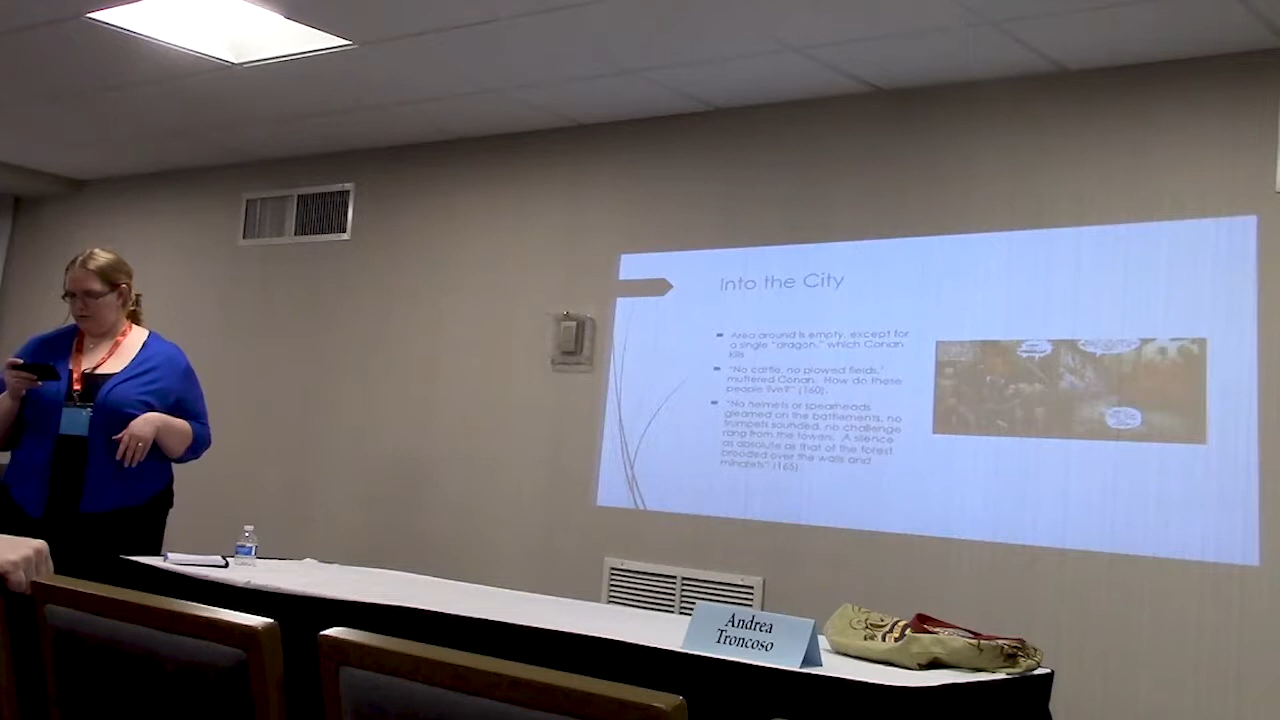 Into the City
Area around is empty, except for
a single "dragon," which Conan
kills
"No cattle, no plowed fields,'
muttered Conan. How do these
people live?" (160).
"No helmets or spearheads
gleamed on the battlements, no
trumpets sounded, no challenge
rang from the towers. A silence
as absolute as that of the forest
brooded over the walls and
minarets" (165)
Andrea
Troncoso